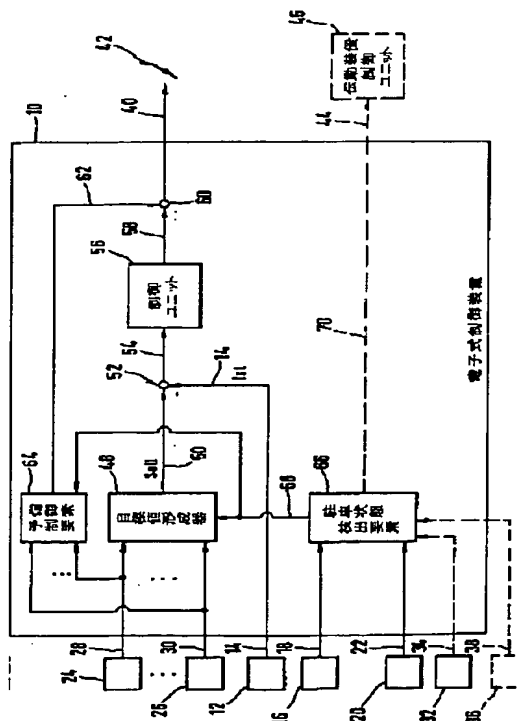 10
64
予備制御
要素
62
24
28
48
目標値形成器
56
制御
ユニット
42
26
30
Soll
50
52
54
58
60
40
12
14
Ist
14
68
16
18
66
駐車状態
検出要素
20
22
70
44
46
伝動装置
制御
ユニット
32
34
36
38
電子式制御装置